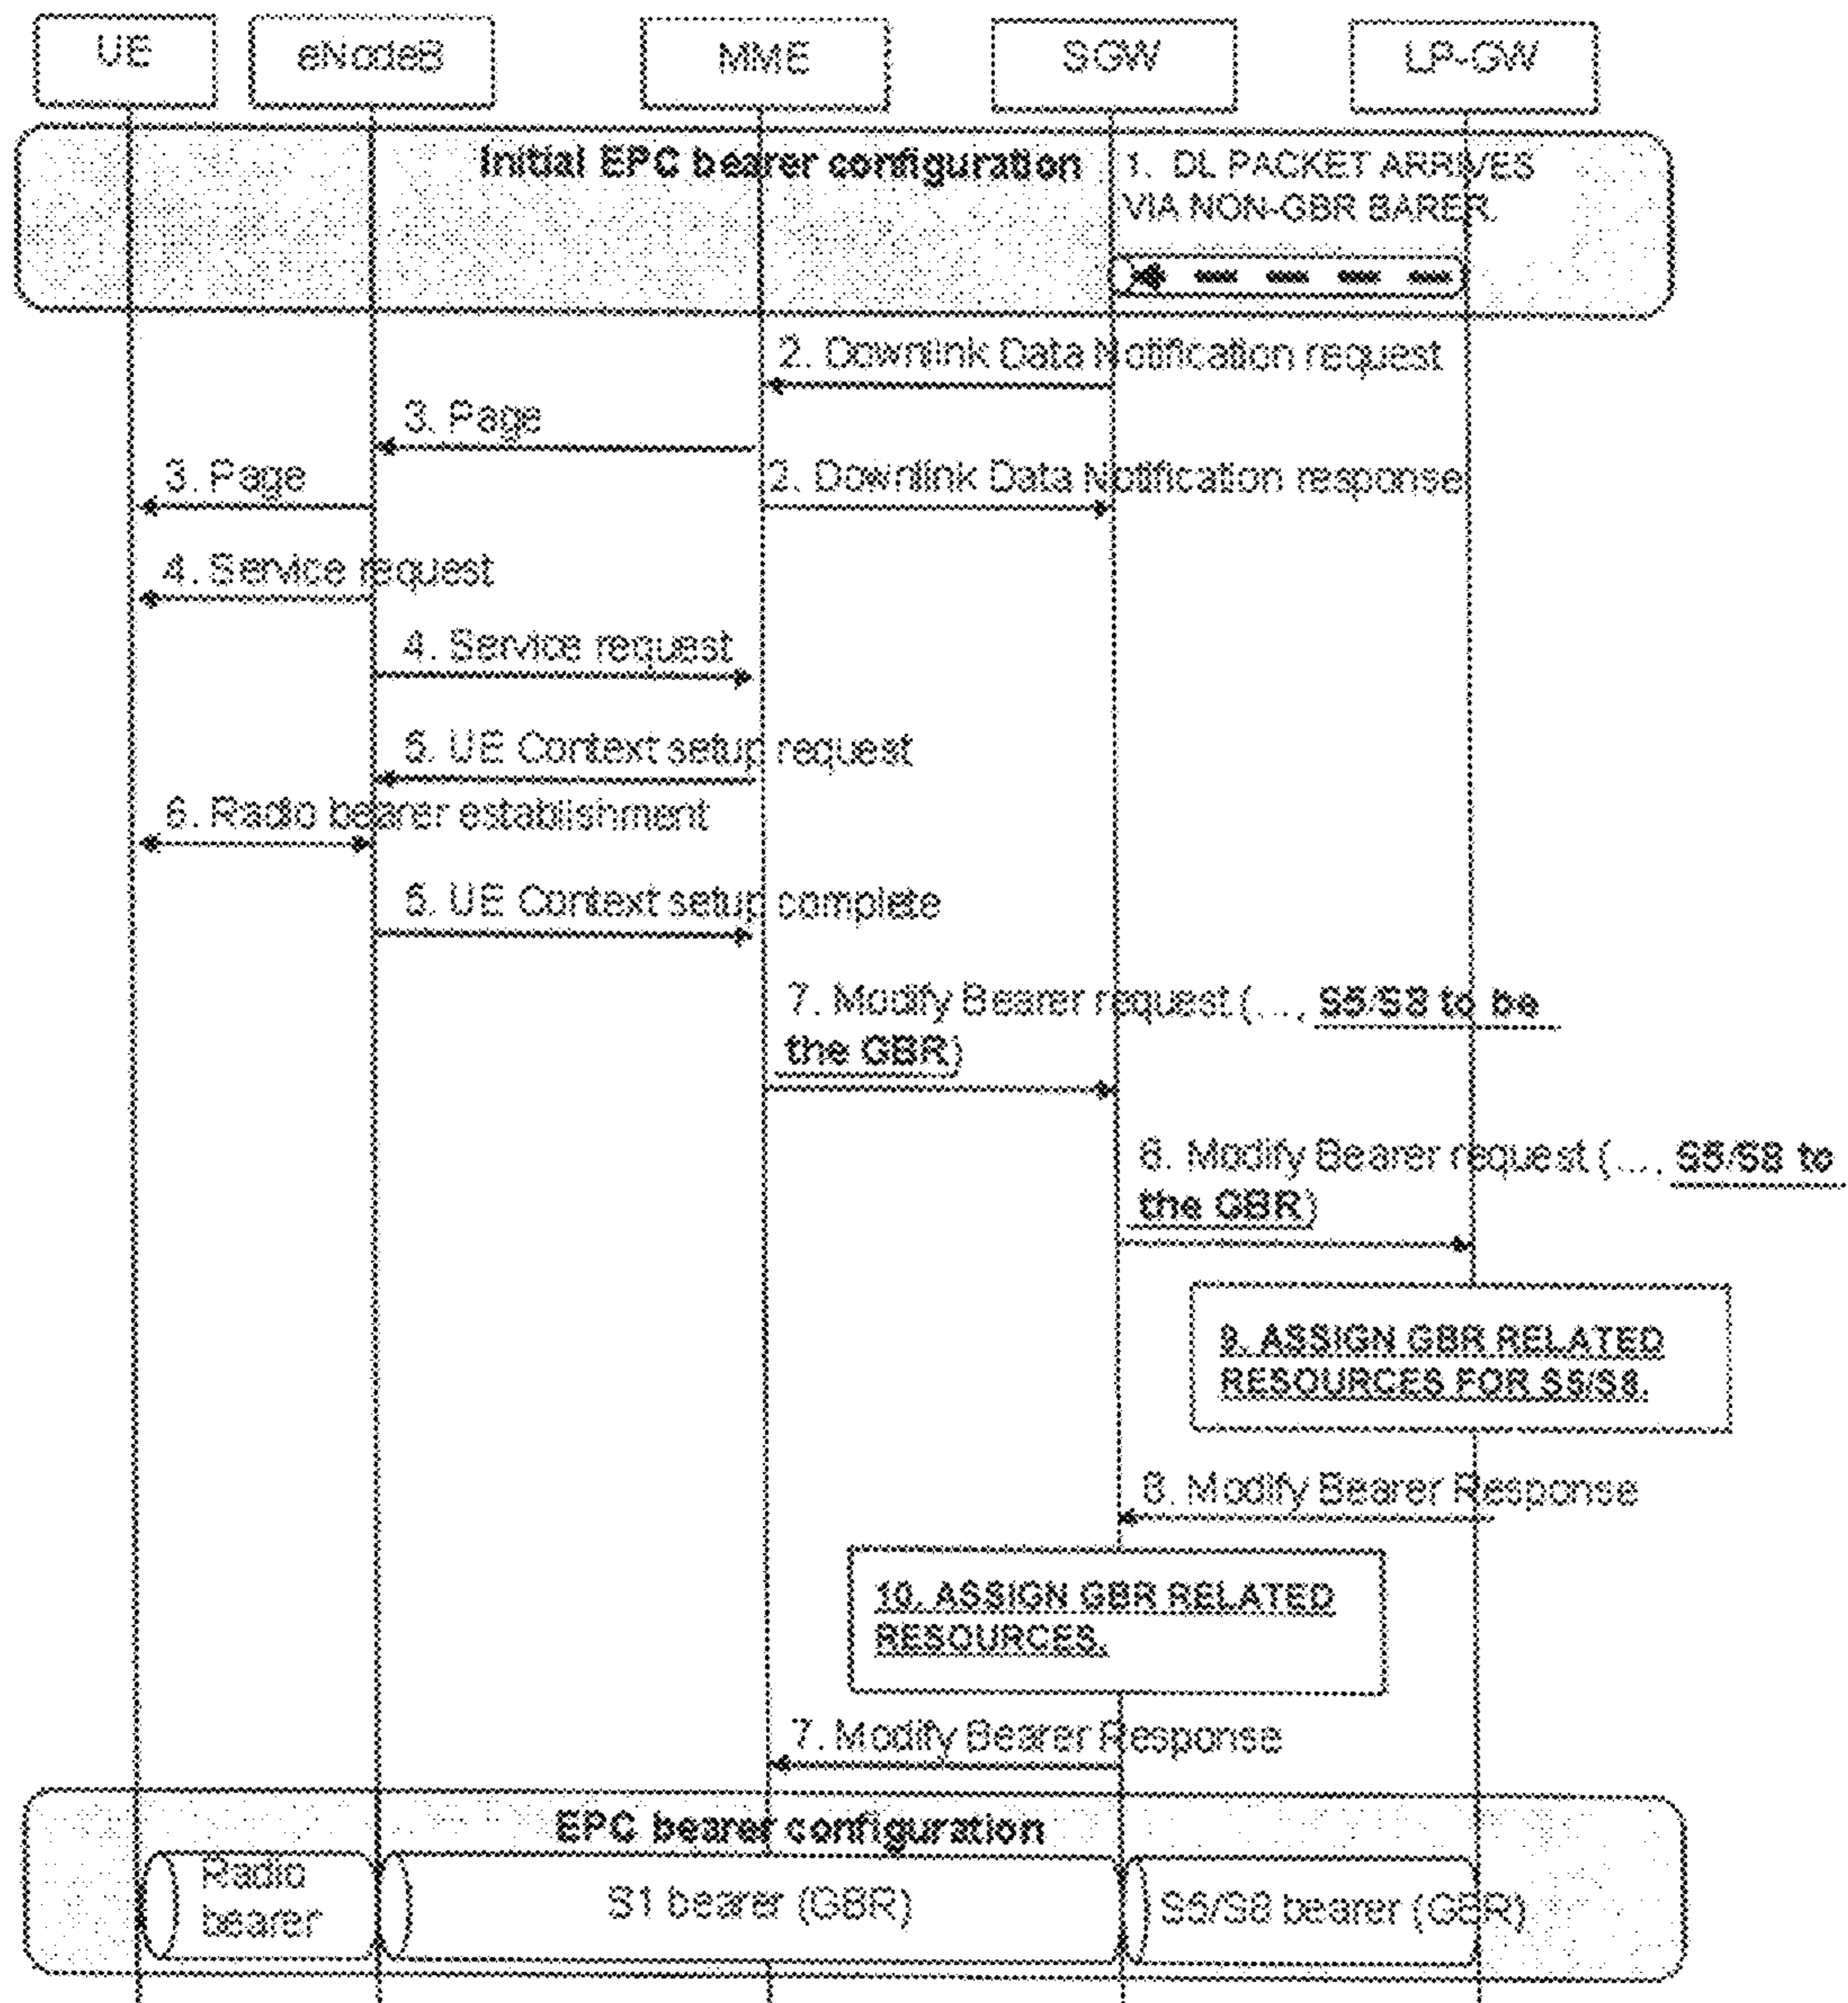 UE
eNodeB
MME
SGW
LP-GW
Initial EPC bearer configuration
1. DL PACKET ARRIVES
VIA NON-GBR BARER.
2. Downlink Data Notification request
3. Page
3. Page
2. Downlink Data Notification response
4. Service request
4. Service request
5. UE Context setup request
6. Radio bearer establishment
5. UE Context setup complete
7. Modify Bearer request (..., S5/S8 to be
the GBR)
8. Modify Bearer request (..., S5/S8 to
the GBR)
9. ASSIGN GBR RELATED
RESOURCES FOR S5/S8.
8. Modify Bearer Response
10. ASSIGN GBR RELATED
RESOURCES.
7. Modify Bearer Response
EPC bearer configuration
Radio
bearer
S1 bearer (GBR)
S5/S8 bearer (GBR)